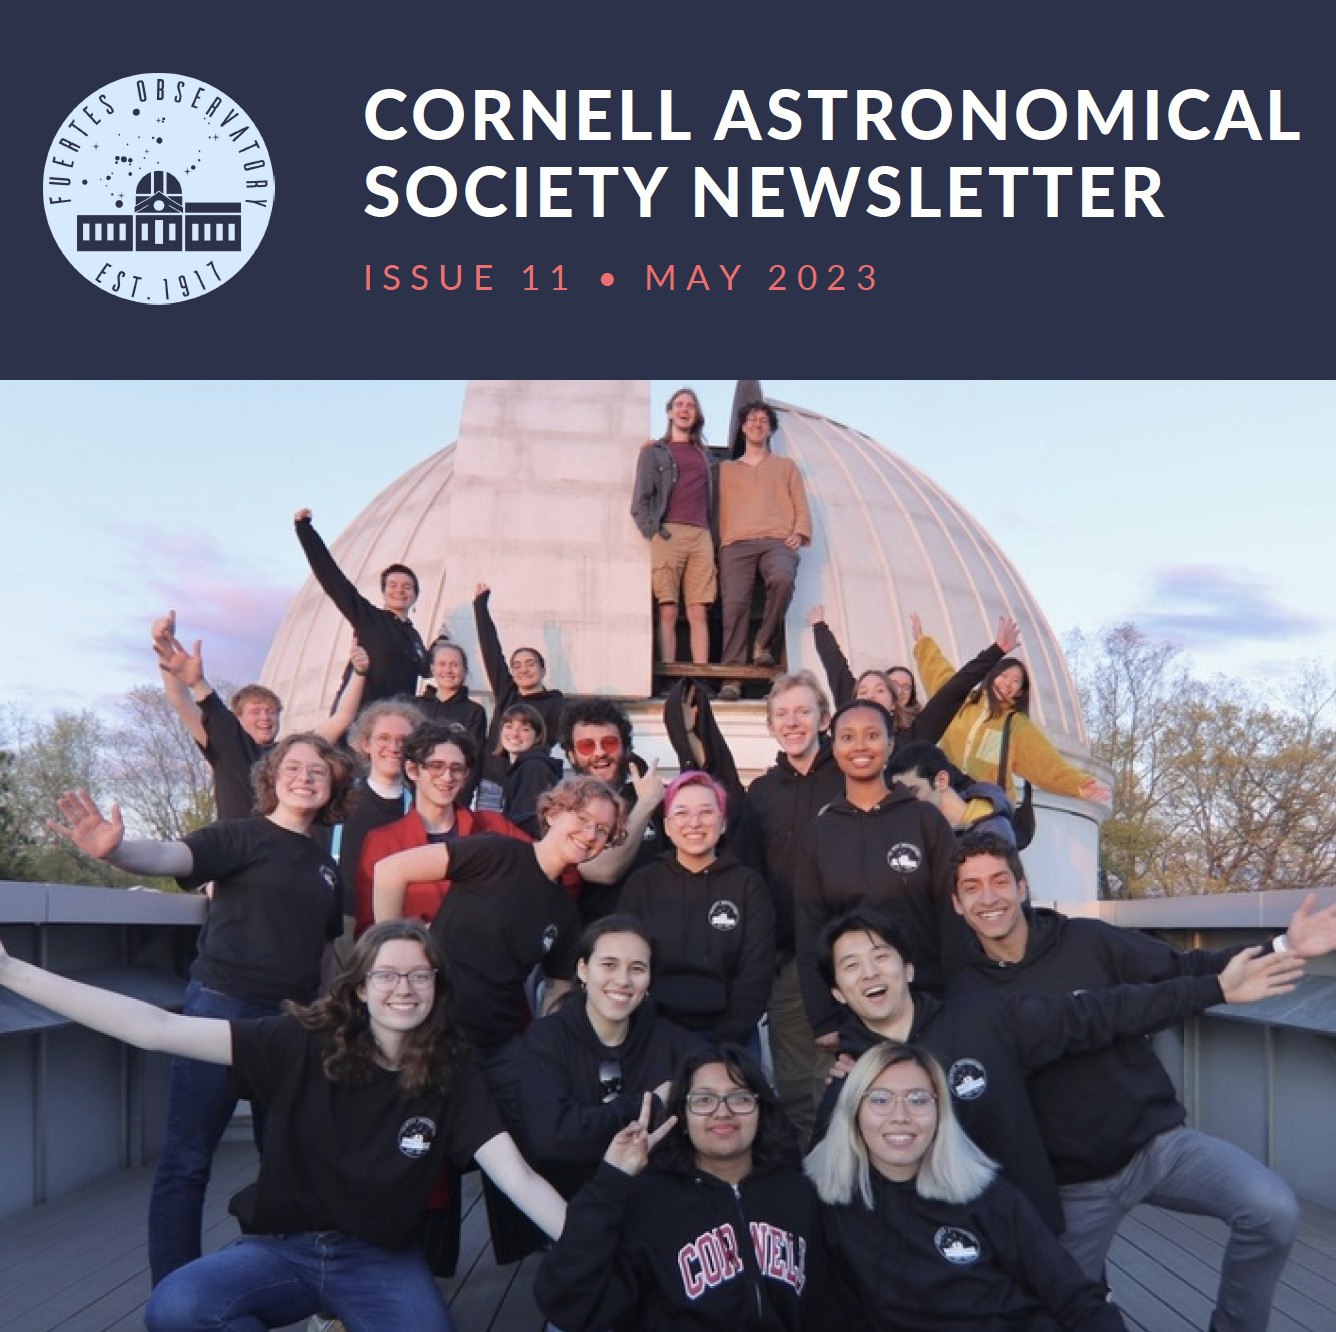 FUERTES OBSERVATORY
EST. 1917
CORNELL ASTRONOMICAL
SOCIETY NEWSLETTER
ISSUE 11 • MAY 2023
CORNELL